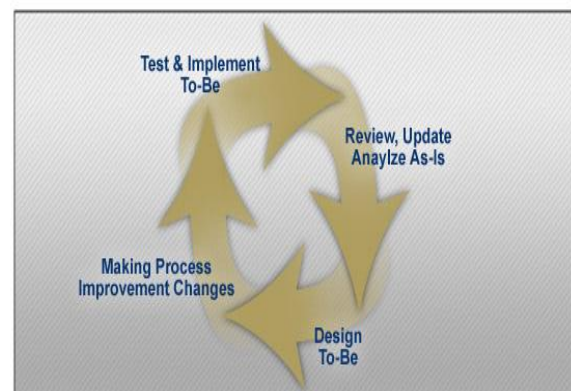 Test & Implement
To-Be
Review, Update
Anaylze As-Is
Making Process
Improvement Changes
Design
To-Be